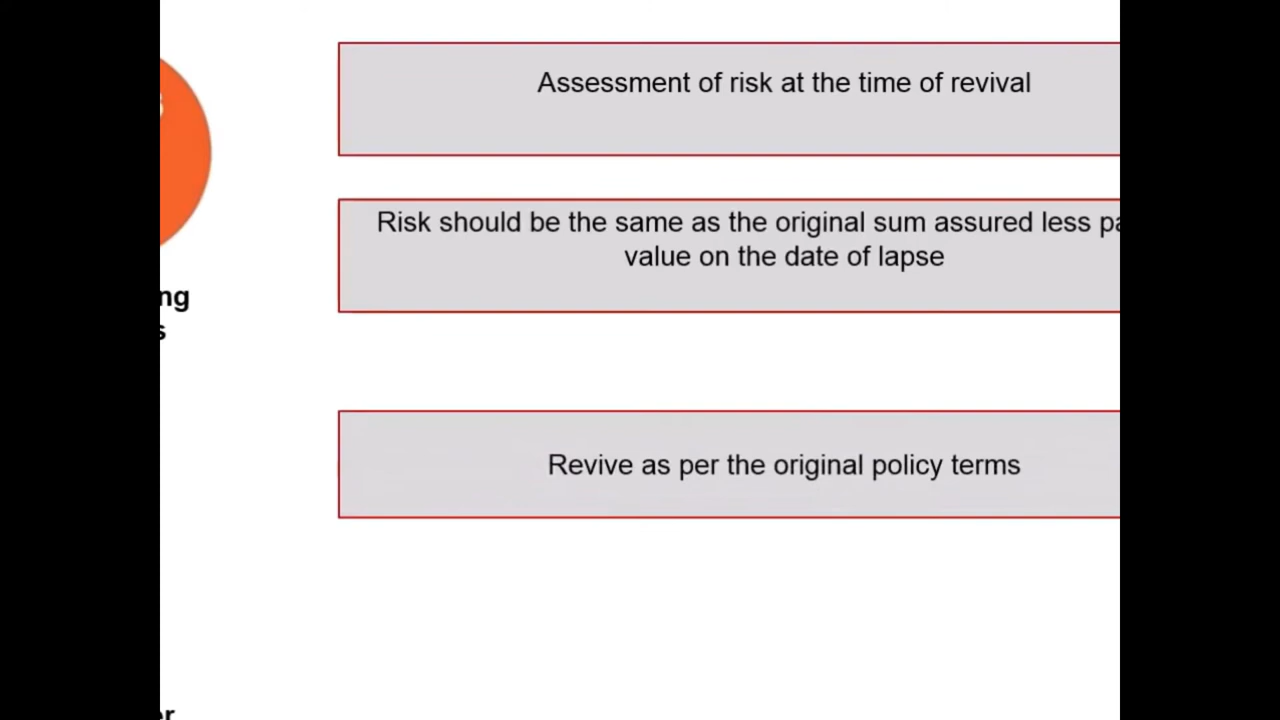 Assessment of risk at the time of revival
Risk should be the same as the original sum assured less
value on the date of lapse
Revive as per the original policy terms